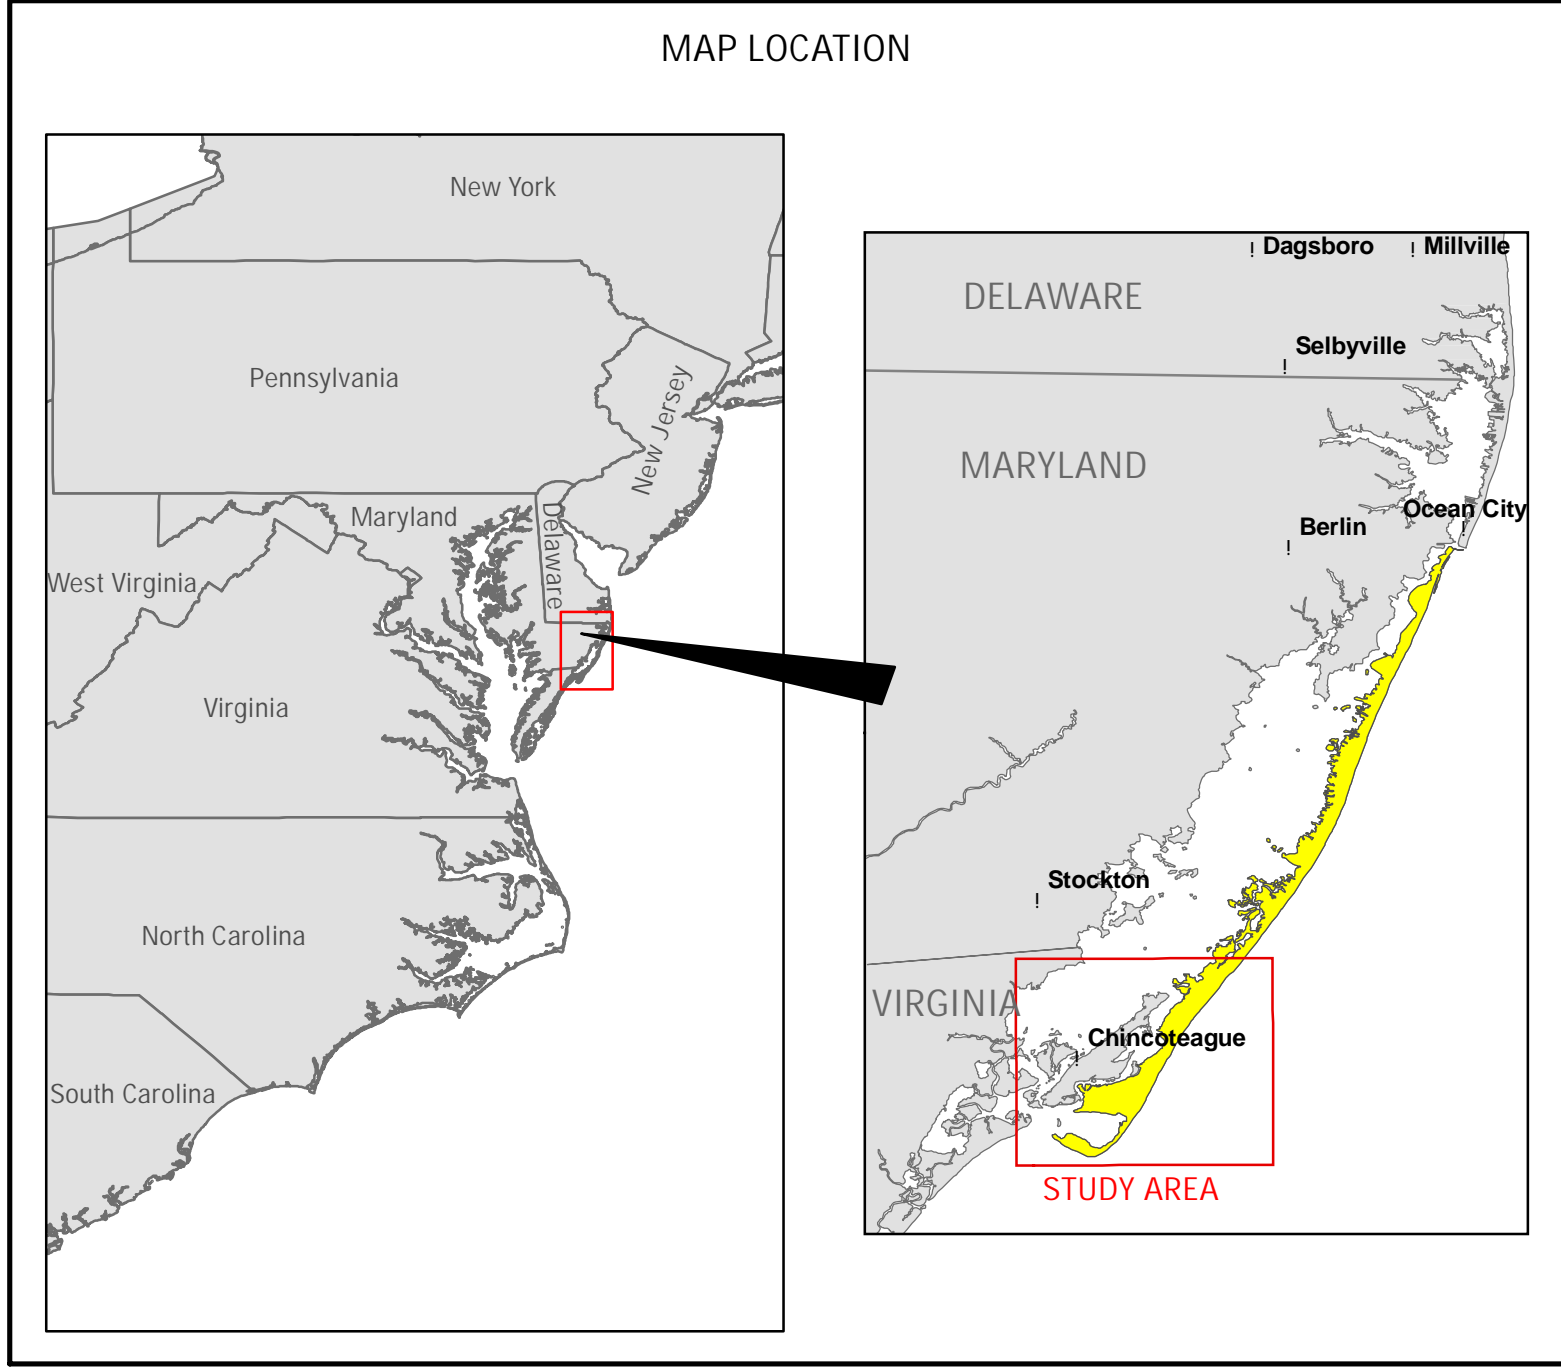 MAP LOCATION
New York
Pennsylvania
New Jersey
Maryland
Delaware
West Virginia
Virginia
North Carolina
South Carolina
! Dagsboro
! Millville
DELAWARE
Selbyville
!
MARYLAND
Ocean City
!
Berlin
!
Stockton
!
VIRGINIA
Chincoteague
!
STUDY AREA